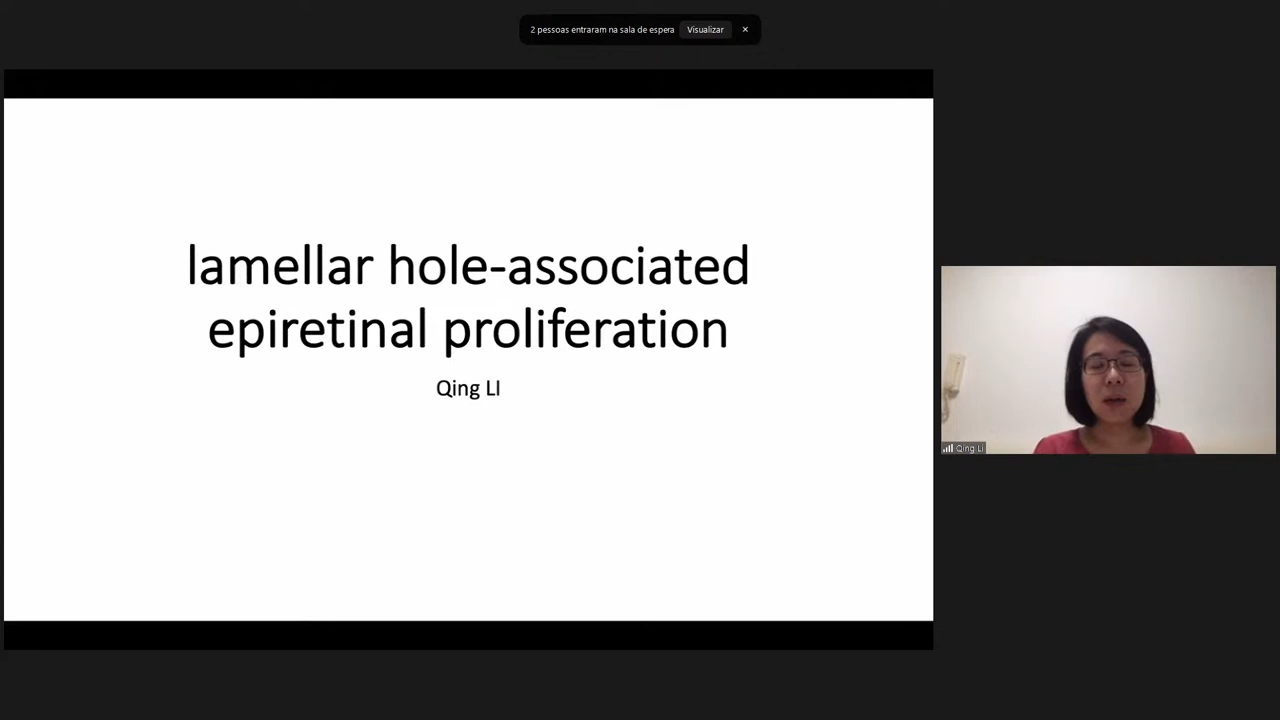 2 pessoas entraram na sala de espera Visualizar ×
lamellar hole-associated
epiretinal proliferation
Qing LI
Qing Li